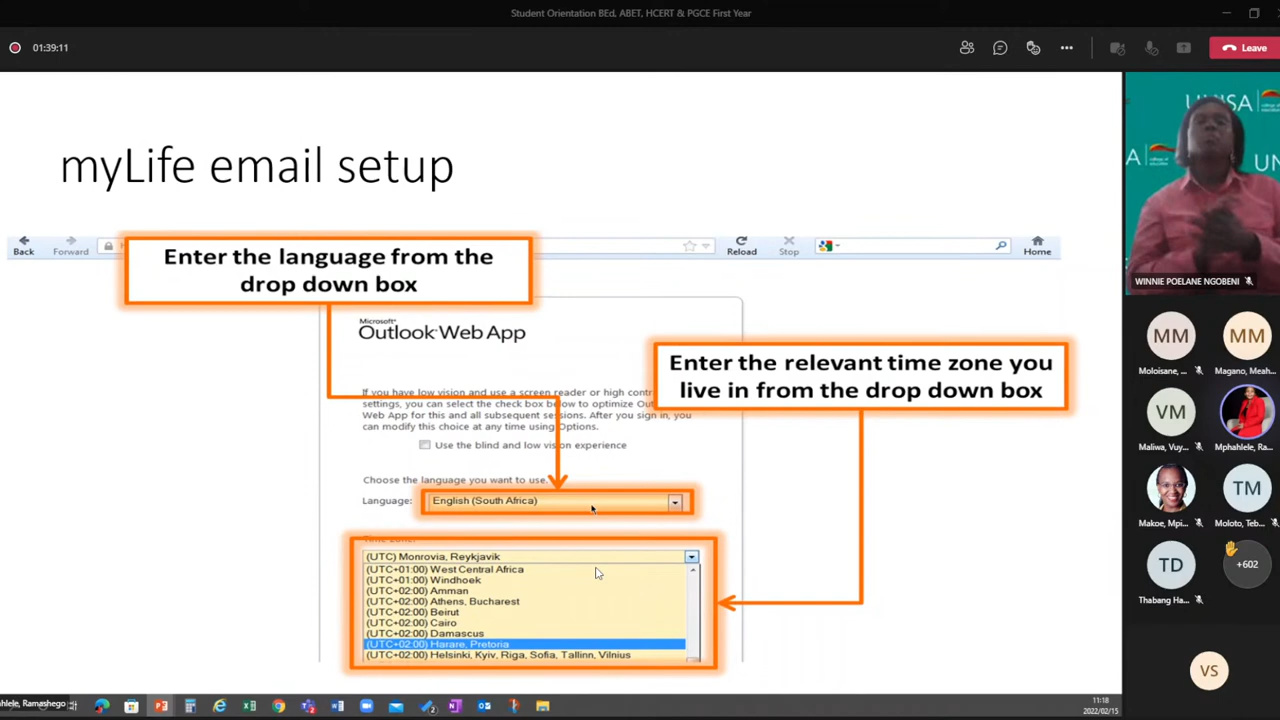 Student Orientation BEd, ABET, HCERT & PGCE First Year
01:39:11
Leave
myLife email setup
Back
Forward
Reload
Stop
Home
Enter the language from the
drop down box
Microsoft®
Outlook Web App
Enter the relevant time zone you
live in from the drop down box
If you have low vision and use a screen reader or high
settings, you can select the check box below to optimize
Web App for this and all subsequent sessions. After you sign in, you
can modify this choice at any time using Options.
Use the blind and low vision experience
Choose the language you want to use.
Language:
English (South Africa)
Time zone:
(UTC) Monrovia, Reykjavik
(UTC+01:00) West Central Africa
(UTC+01:00) Windhoek
(UTC+02:00) Amman
(UTC+02:00) Athens, Bucharest
(UTC+02:00) Beirut
(UTC+02:00) Cairo
(UTC+02:00) Damascus
(UTC+02:00) Harare, Pretoria
(UTC+02:00) Helsinki, Kyiv, Riga, Sofia, Tallinn, Vilnius
WINNIE POELANE NGOBENI
MM
Moloisane, ...
MM
Magano, Meah...
VM
Maliwa, Vuy...
Mphahlele, Ra...
Makoe, Mpi...
TM
Moloto, Teb...
TD
Thabang Ha...
+602
VS
ahlele, Ramashego
11:18
2022/02/15